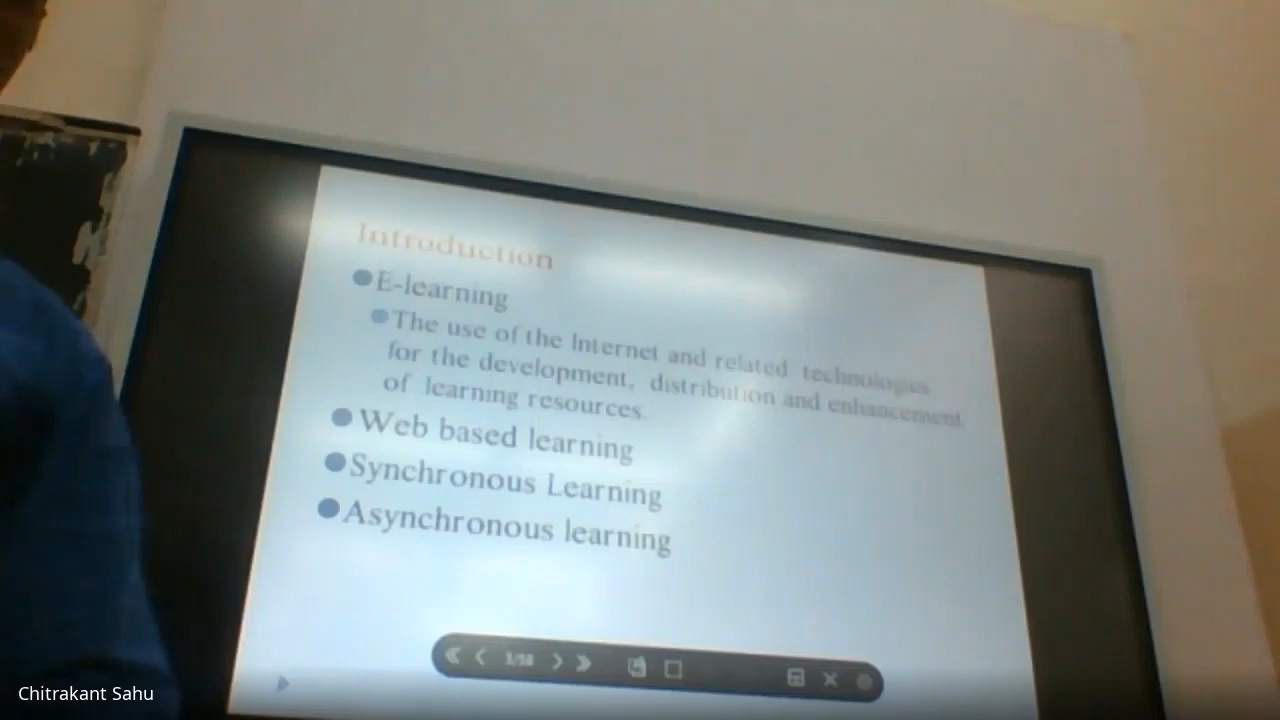 Introduction
E-learning
The use of the Internet and related technologies
for the development, distribution and enhancement
of learning resources.
Web based learning
Synchronous Learning
Asynchronous learning
Chitrakant Sahu